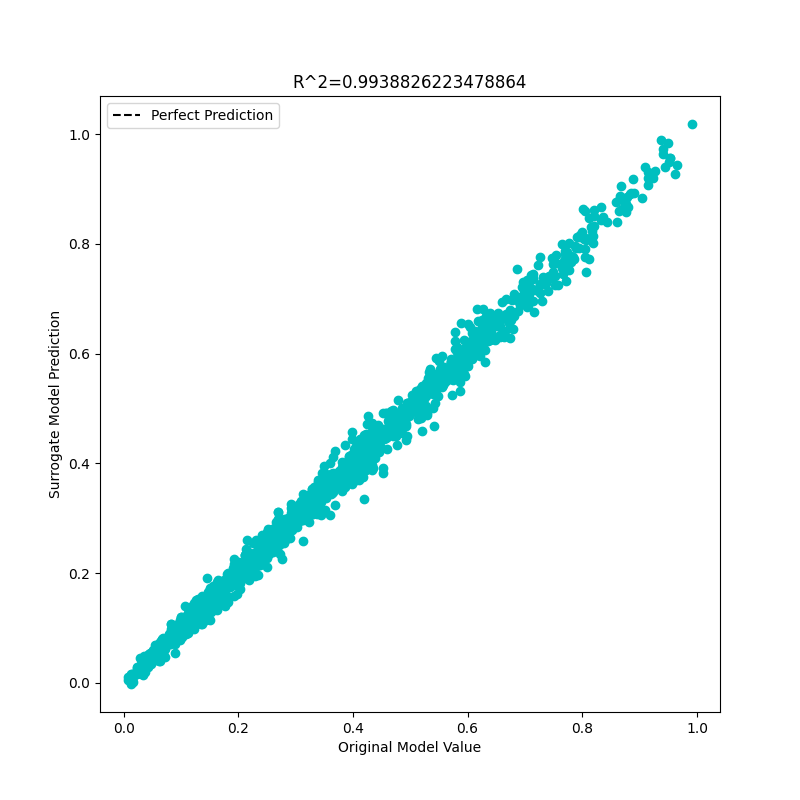 R^2=0.9938826223478864
Perfect Prediction
1.0
0.8
0.6
0.4
0.2
0.0
Surrogate Model Prediction
0.0 0.2 0.4 0.6 0.8 1.0
Original Model Value